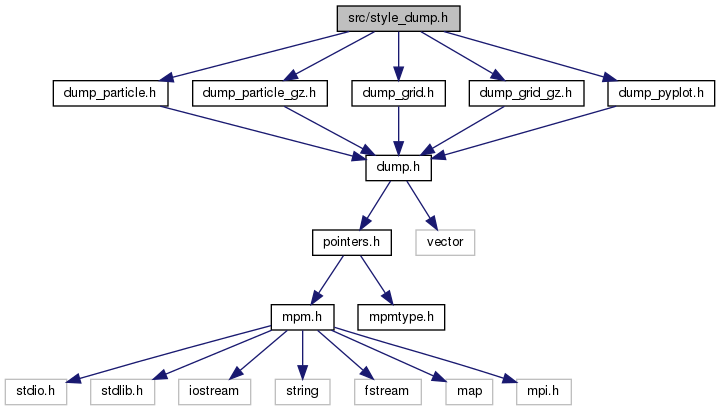 src/style_dump.h
dump_particle.h
dump_particle_gz.h
dump_grid.h
dump_grid_gz.h
dump_pyplot.h
dump.h
pointers.h
vector
mpm.h
mpmtype.h
stdio.h
stdlib.h
iostream
string
fstream
map
mpi.h